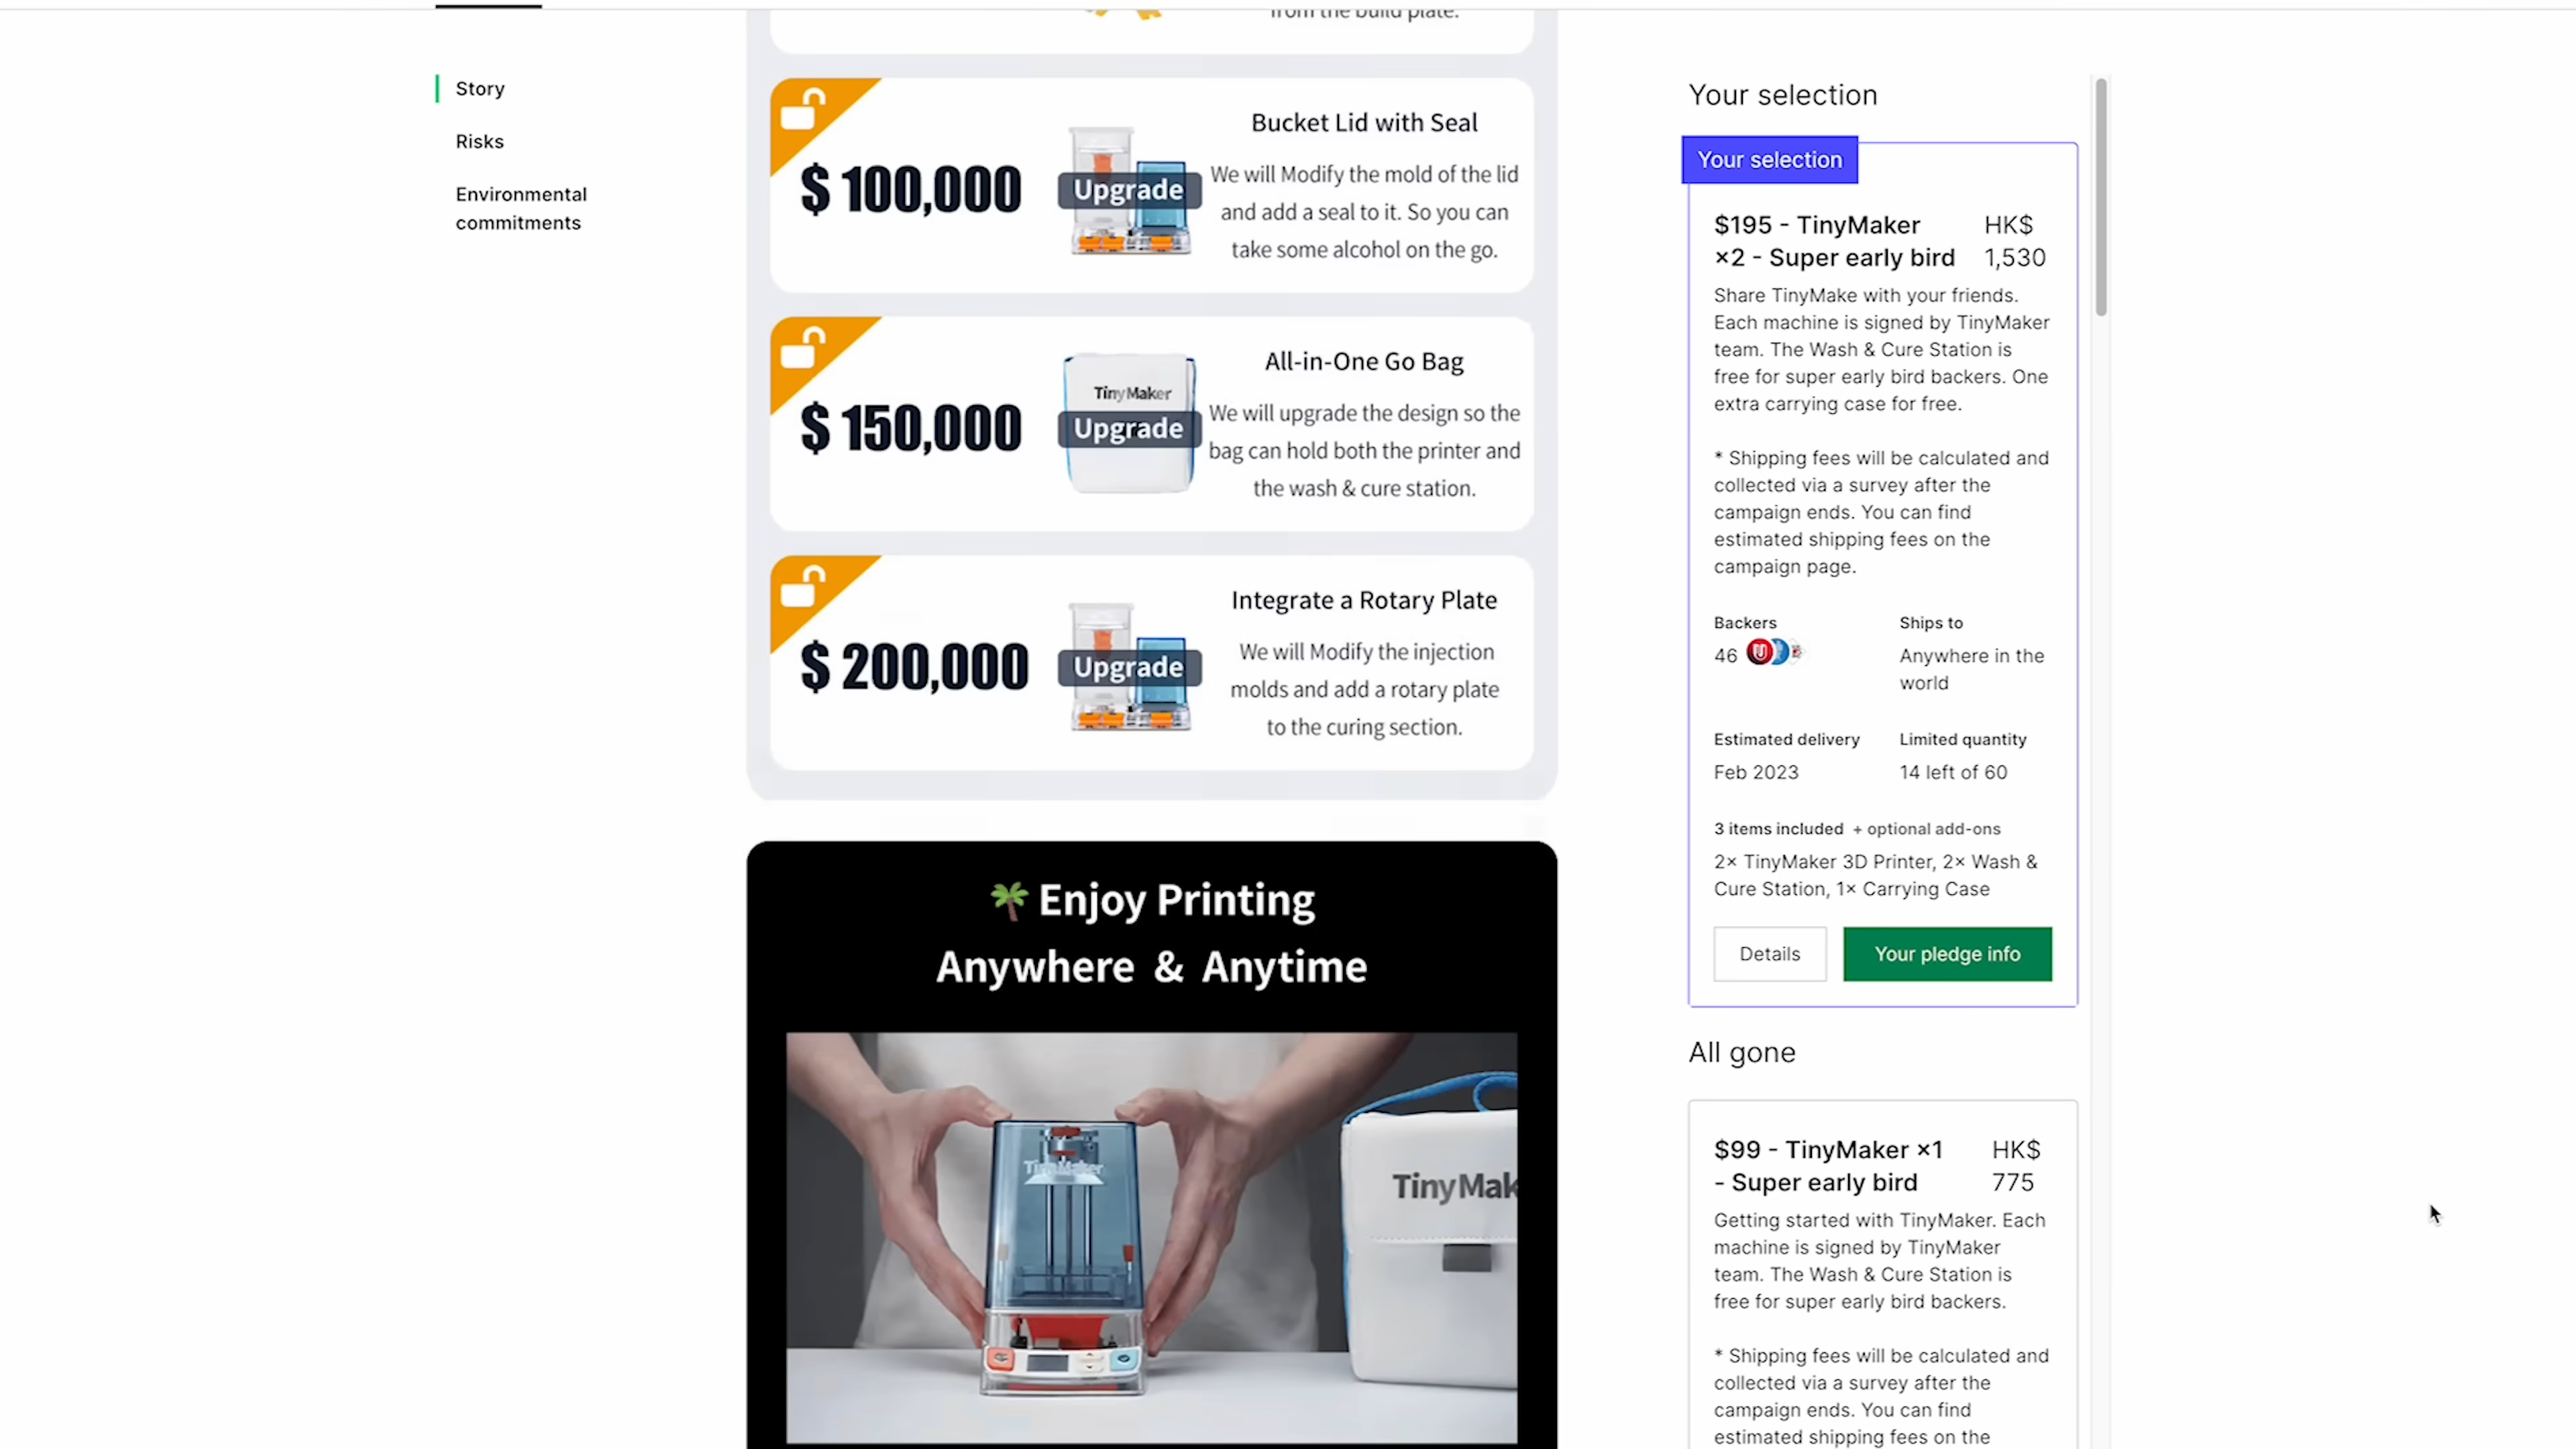 from the build plate.
Story
Risks
Environmental
commitments
$ 100,000
Upgrade
Bucket Lid with Seal
We will Modify the mold of the lid
and add a seal to it. So you can
take some alcohol on the go.
$ 150,000
TinyMaker
Upgrade
All-in-One Go Bag
We will upgrade the design so the
bag can hold both the printer and
the wash & cure station.
$ 200,000
Upgrade
Integrate a Rotary Plate
We will Modify the injection
molds and add a rotary plate
to the curing section.
Enjoy Printing
Anywhere & Anytime
TinyMaker
TinyMak
Your selection
Your selection
$195 - TinyMaker
×2 - Super early bird
HK$
1,530
Share TinyMake with your friends.
Each machine is signed by TinyMaker
team. The Wash & Cure Station is
free for super early bird backers. One
extra carrying case for free.
* Shipping fees will be calculated and
collected via a survey after the
campaign ends. You can find
estimated shipping fees on the
campaign page.
Backers
46
Ships to
Anywhere in the
world
Estimated delivery
Feb 2023
Limited quantity
14 left of 60
3 items included + optional add-ons
2× TinyMaker 3D Printer, 2× Wash &
Cure Station, 1× Carrying Case
Details
Your pledge info
All gone
$99 - TinyMaker ×1
- Super early bird
HK$
775
Getting started with TinyMaker. Each
machine is signed by TinyMaker
team. The Wash & Cure Station is
free for super early bird backers.
* Shipping fees will be calculated and
collected via a survey after the
campaign ends. You can find
estimated shipping fees on the